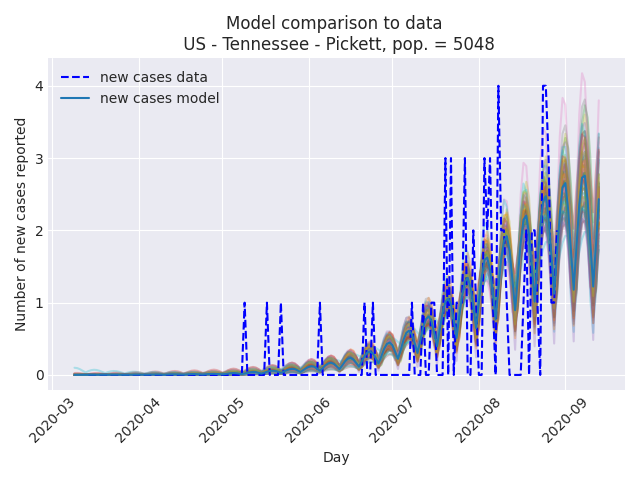 Model comparison to data
US - Tennessee - Pickett, pop. = 5048
new cases data
new cases model
Number of new cases reported
4
3
2
1
0
2020-03
2020-04
2020-05
2020-06
2020-07
2020-08
2020-09
Day